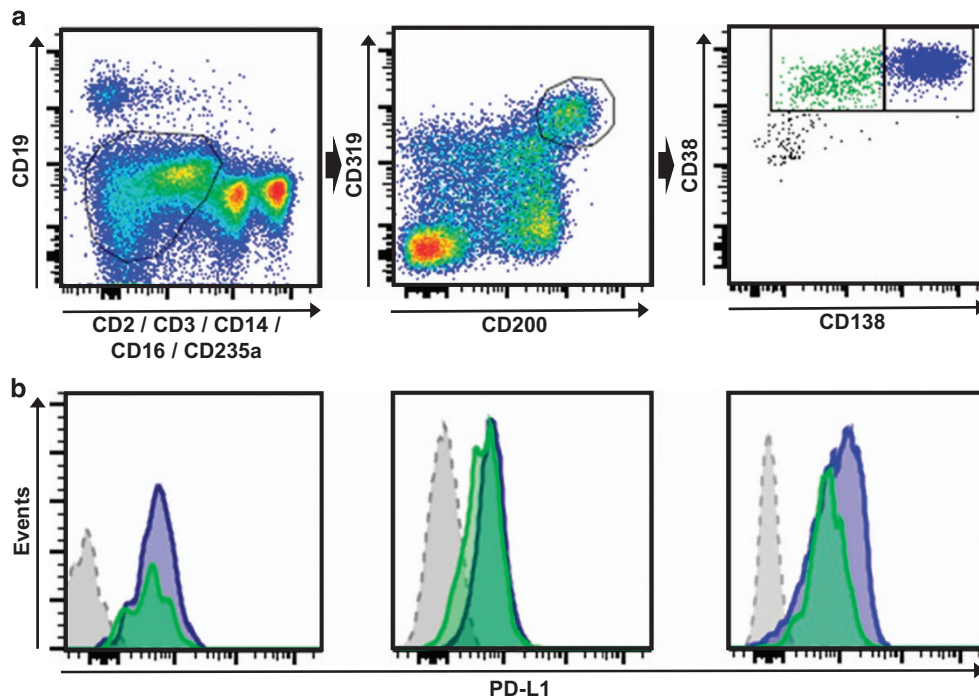 a
CD19
CD2 / CD3 / CD14 /
CD16 / CD235a
CD319
CD200
CD38
CD138
b
Events
PD-L1